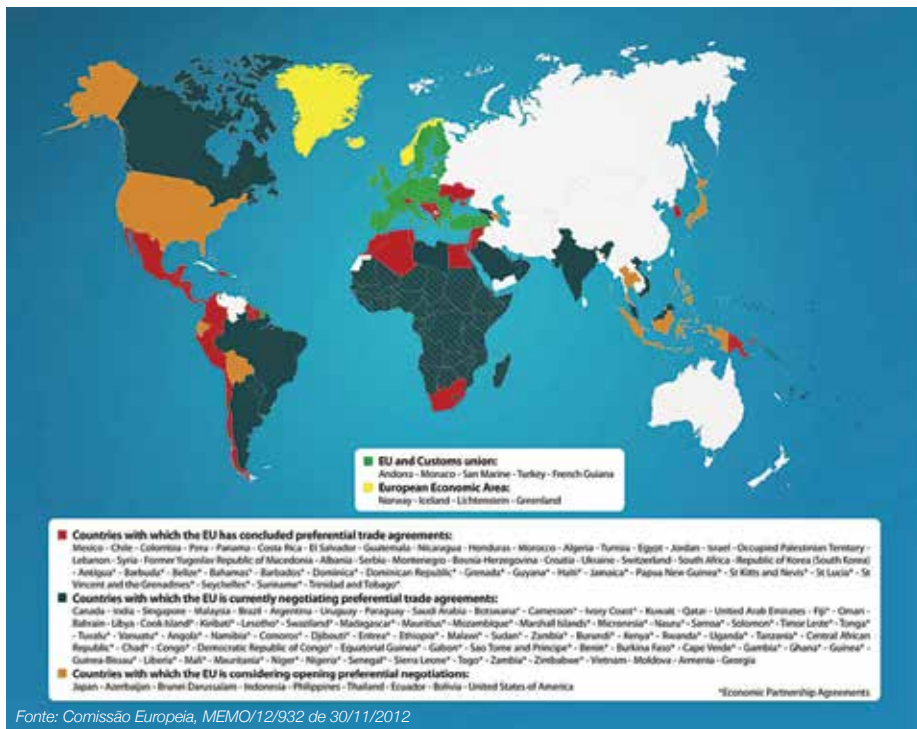 EU and Customs union:
Andorra - Monaco - San Marine - Turkey - French Guiana
European Economic Area:
Norway - Iceland - Lichtenstein - Greenland
Countries with which the EU has concluded preferential trade agreements:
Mexico - Chile - Colombia - Peru - Panama - Costa Rica - El Salvador - Guatemala - Nicaragua - Honduras - Morocco - Algeria - Tunisia - Egypt - Jordan - Israel - Occupied Palestinian Territory -
Lebanon - Syria - Former Yugoslav Republic of Macedonia - Albania - Serbia - Montenegro - Bosnia-Herzegovina - Croatia - Ukraine - Switzerland - South Africa - Republic of Korea (South Korea)
- Antigua* - Barbuda* - Belize* - Bahamas* - Barbados* - Dominica* - Dominican Republic* - Grenada* - Guyana* - Haiti* - Jamaica* - Papua New Guinea* - St Kitts and Nevis* - St Lucia* - St
Vincent and the Grenadines* - Seychelles* - Suriname* - Trinidad and Tobago*
Countries with which the EU is currently negotiating preferential trade agreements:
Canada - India - Singapore - Malaysia - Brazil - Argentina - Uruguay - Paraguay - Saudi Arabia - Botswana* - Cameroon* - Ivory Coast* - Kuwait - Qatar - United Arab Emirates - Fiji* - Oman -
Bahrain - Libya - Cook Island* - Kiribati* - Lesotho* - Swaziland* - Madagascar* - Mauritius* - Mozambique* - Marshall Islands* - Micronesia* - Nauru* - Samoa* - Solomon* - Timor Leste* - Tonga*
- Tuvalu* - Vanuatu* - Angola* - Namibia* - Comoros* - Djibouti* - Eritrea* - Ethiopia* - Malawi* - Sudan* - Zambia* - Burundi* - Kenya* - Rwanda* - Uganda* - Tanzania* - Central African
Republic* - Chad* - Congo* - Democratic Republic of Congo* - Equatorial Guinea* - Gabon* - Sao Tome and Principe* - Benin* - Burkina Faso* - Cape Verde* - Gambia* - Ghana* - Guinea* -
Guinea-Bissau* - Liberia* - Mali* - Mauritania* - Niger* - Nigeria* - Senegal* - Sierra Leone* - Togo* - Zambia* - Zimbabwe* - Vietnam - Moldova - Armenia - Georgia
Countries with which the EU is considering opening preferential negotiations:
Japan - Azerbaijan - Brunei Darussalam - Indonesia - Philippines - Thailand - Ecuador - Bolivia - United States of America
*Economic Partnership Agreements
Fonte: Comissão Europeia, MEMO/12/932 de 30/11/2012